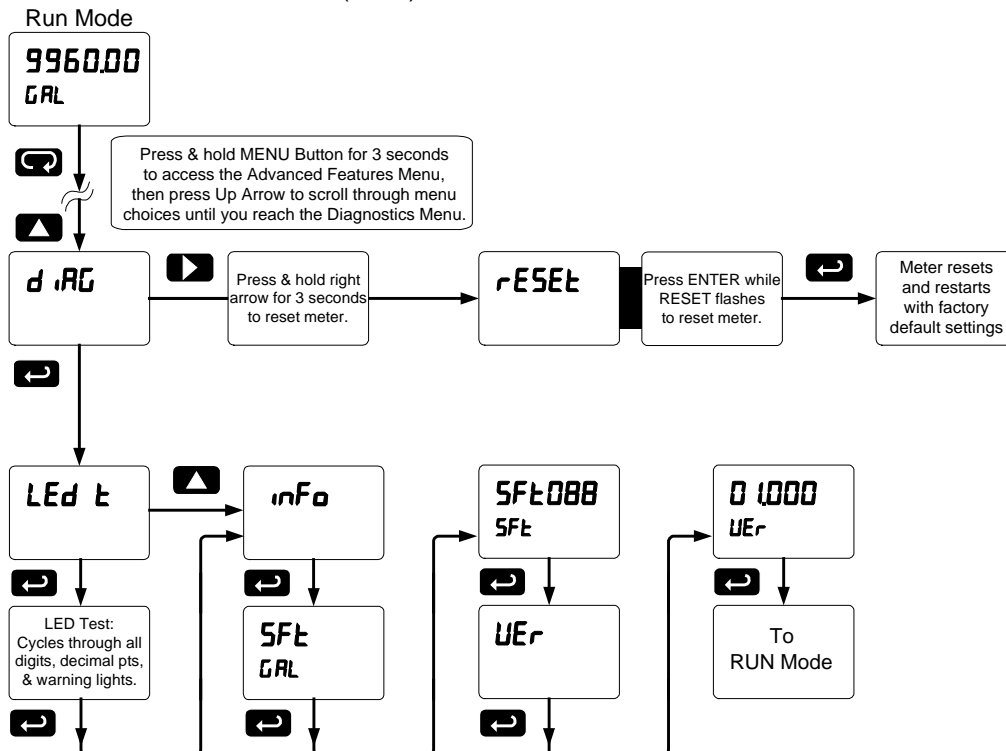 Run Mode
9960.00
GAL
Press & hold MENU Button for 3 seconds
to access the Advanced Features Menu,
then press Up Arrow to scroll through menu
choices until you reach the Diagnostics Menu.
d iAG
Press & hold right
arrow for 3 seconds
to reset meter.
rESEt
Press ENTER while
RESET flashes
to reset meter.
Meter resets
and restarts
with factory
default settings
LEd t
inFo
SFt088
SFt
01.000
VEr
LED Test:
Cycles through all
digits, decimal pts,
& warning lights.
SFt
GAL
VEr
To
RUN Mode